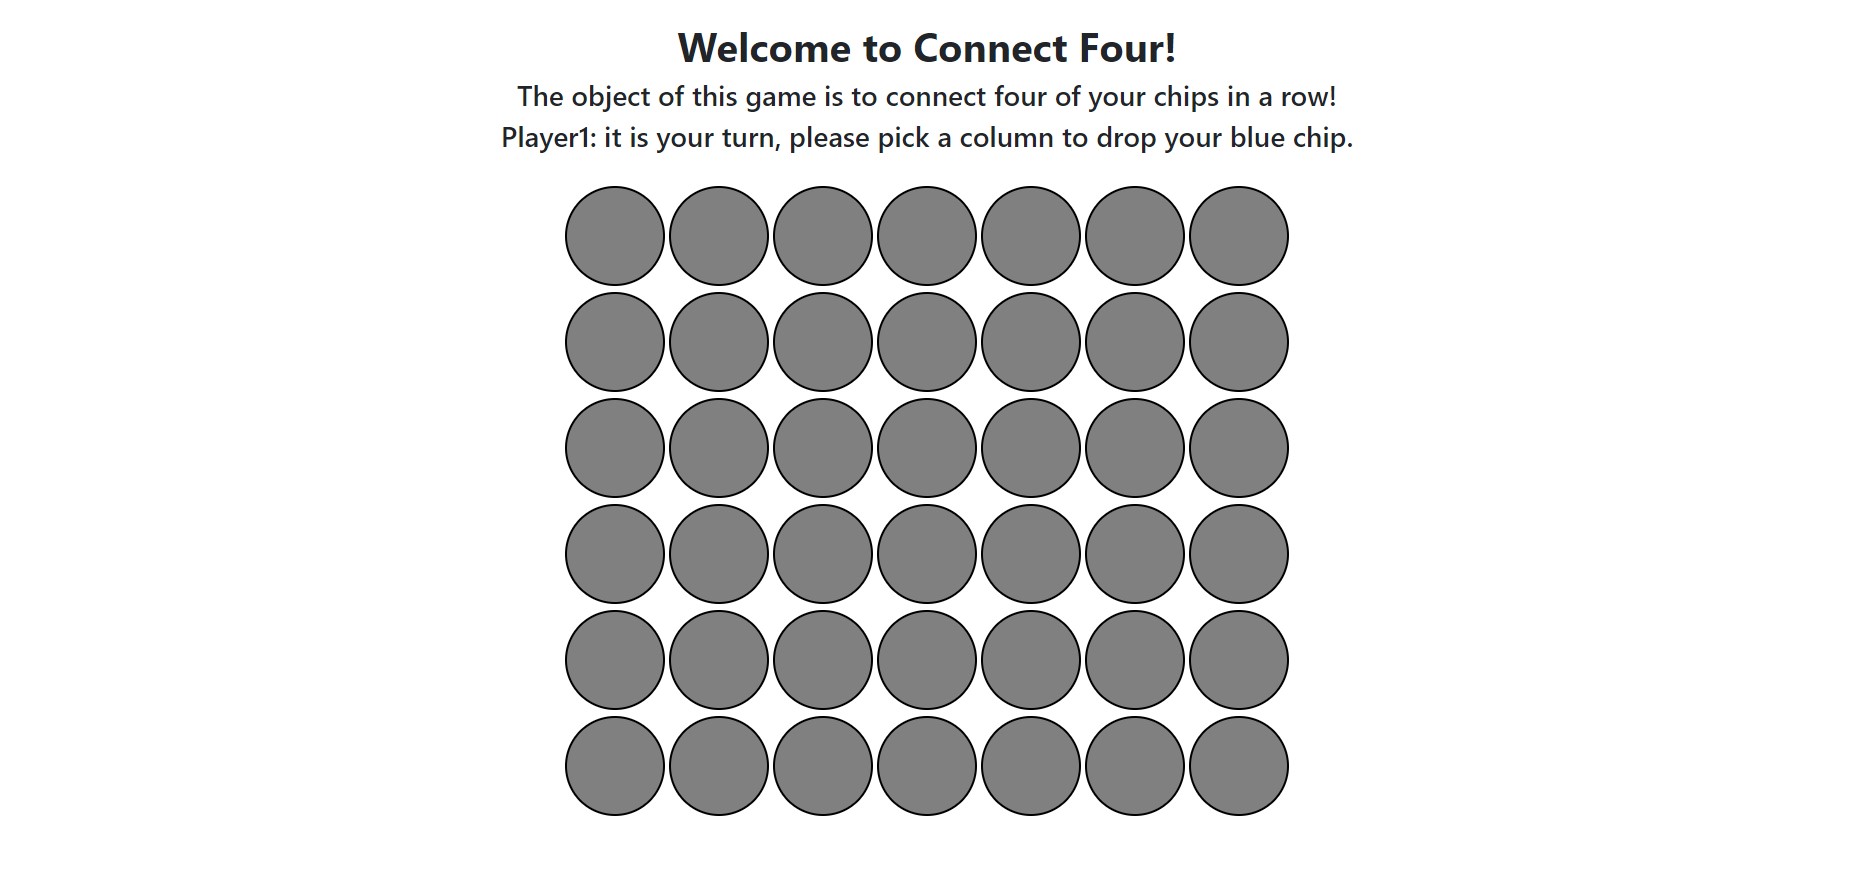 Welcome to Connect Four!
The object of this game is to connect four of your chips in a row!
Player1: it is your turn, please pick a column to drop your blue chip.